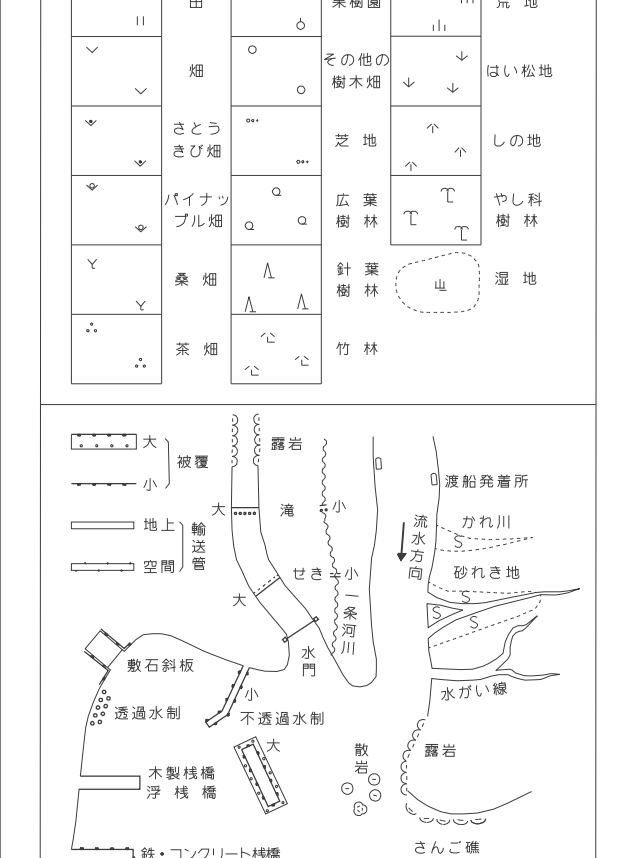 田
果樹園
荒地
畑
その他の
樹木畑
はい松地
さとう
きび畑
芝地
しの地
パイナッ
プル畑
広葉
樹林
やし科
樹林
桑畑
針葉
樹林
湿地
茶畑
竹林
大
小
被覆
地上
空間
輸送管
大
滝
露岩
小
せき
小
大
一条河川
水門
渡船発着所
流水方向
かれ川
砂れき地
水がい線
敷石斜板
透過水制
小
不透過水制
大
木製桟橋
浮桟橋
散岩
露岩
さんご礁
鉄・コンクリート桟橋